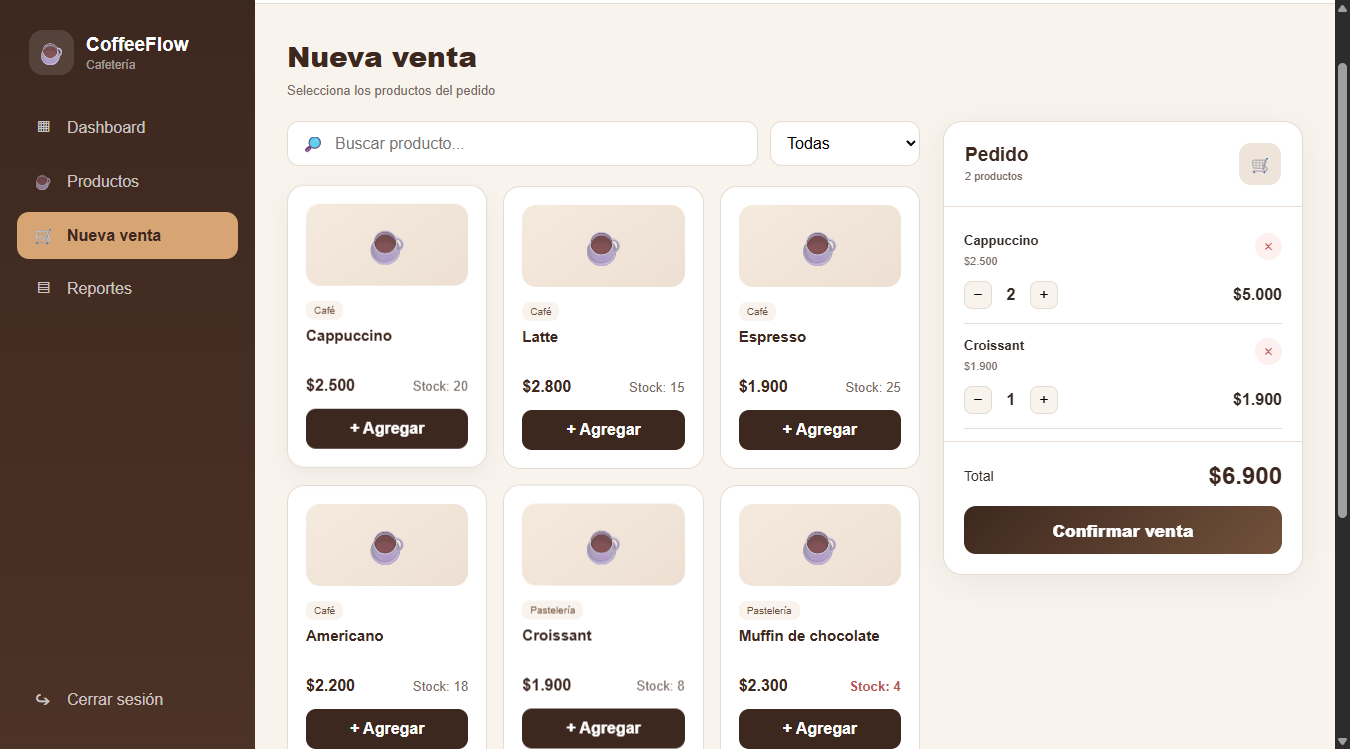 CoffeeFlow
Cafetería
Dashboard
Productos
Nueva venta
Reportes
Cerrar sesión
Nueva venta
Selecciona los productos del pedido
Buscar producto...
Todas
Café
Cappuccino
$2.500 Stock: 20
+ Agregar
Café
Latte
$2.800 Stock: 15
+ Agregar
Café
Espresso
$1.900 Stock: 25
+ Agregar
Café
Americano
$2.200 Stock: 18
+ Agregar
Pastelería
Croissant
$1.900 Stock: 8
+ Agregar
Pastelería
Muffin de chocolate
$2.300 Stock: 4
+ Agregar
Pedido
2 productos
Cappuccino ×
$2.500
− 2 + $5.000
Croissant ×
$1.900
− 1 + $1.900
Total $6.900
Confirmar venta